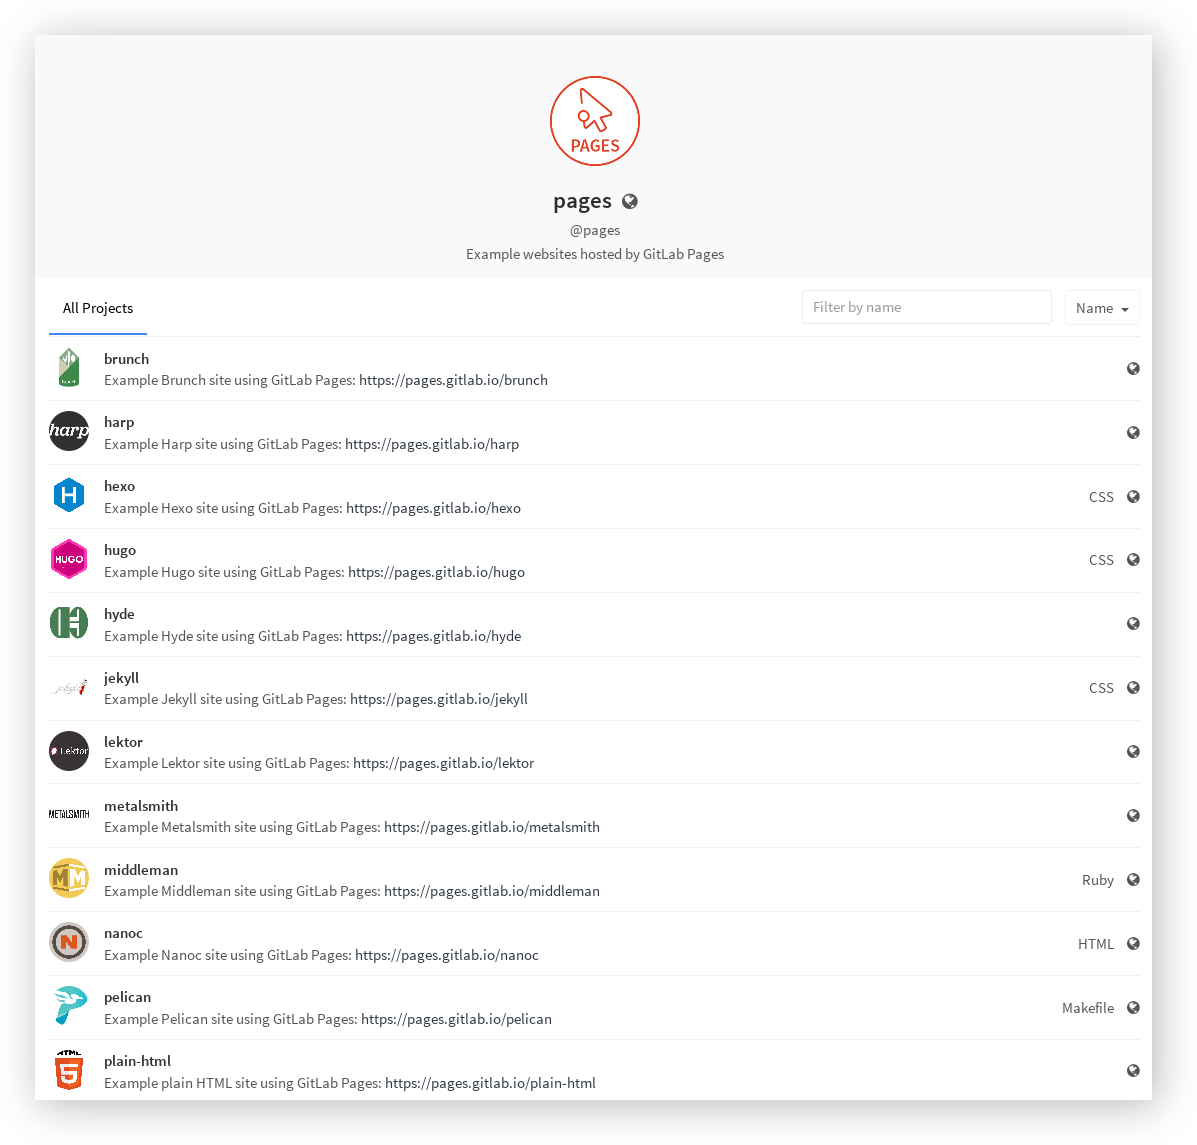 PAGES
pages
@pages
Example websites hosted by GitLab Pages
All Projects
Filter by name
Name
brunch
Example Brunch site using GitLab Pages: https://pages.gitlab.io/brunch
harp
harp
Example Harp site using GitLab Pages: https://pages.gitlab.io/harp
H
hexo
Example Hexo site using GitLab Pages: https://pages.gitlab.io/hexo
CSS
HUGO
hugo
Example Hugo site using GitLab Pages: https://pages.gitlab.io/hugo
CSS
H
hyde
Example Hyde site using GitLab Pages: https://pages.gitlab.io/hyde
jekyll
jekyll
Example Jekyll site using GitLab Pages: https://pages.gitlab.io/jekyll
CSS
Lektor
lektor
Example Lektor site using GitLab Pages: https://pages.gitlab.io/lektor
METALSMITH
metalsmith
Example Metalsmith site using GitLab Pages: https://pages.gitlab.io/metalsmith
MM
middleman
Example Middleman site using GitLab Pages: https://pages.gitlab.io/middleman
Ruby
N
nanoc
Example Nanoc site using GitLab Pages: https://pages.gitlab.io/nanoc
HTML
pelican
Example Pelican site using GitLab Pages: https://pages.gitlab.io/pelican
Makefile
HTML
5
plain-html
Example plain HTML site using GitLab Pages: https://pages.gitlab.io/plain-html